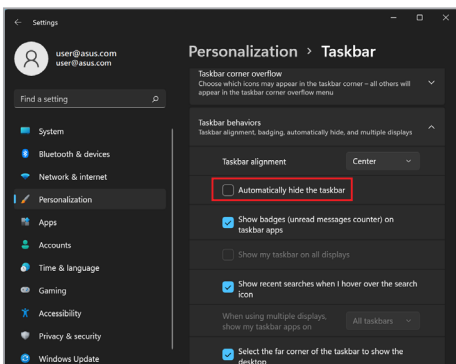 Settings
user@asus.com
user@asus.com
Find a setting
System
Bluetooth & devices
Network & internet
Personalization
Apps
Accounts
Time & language
Gaming
Accessibility
Privacy & security
Windows Update
Personalization > Taskbar
Taskbar corner overflow
Choose which icons may appear in the taskbar corner – all others will
appear in the taskbar corner overflow menu
Taskbar behaviors
Taskbar alignment, badging, automatically hide, and multiple displays
Taskbar alignment
Center
Automatically hide the taskbar
Show badges (unread messages counter) on
taskbar apps
Show my taskbar on all displays
Show recent searches when I hover over the search
icon
When using multiple displays,
show my taskbar apps on
All taskbars
Select the far corner of the taskbar to show the
desktop